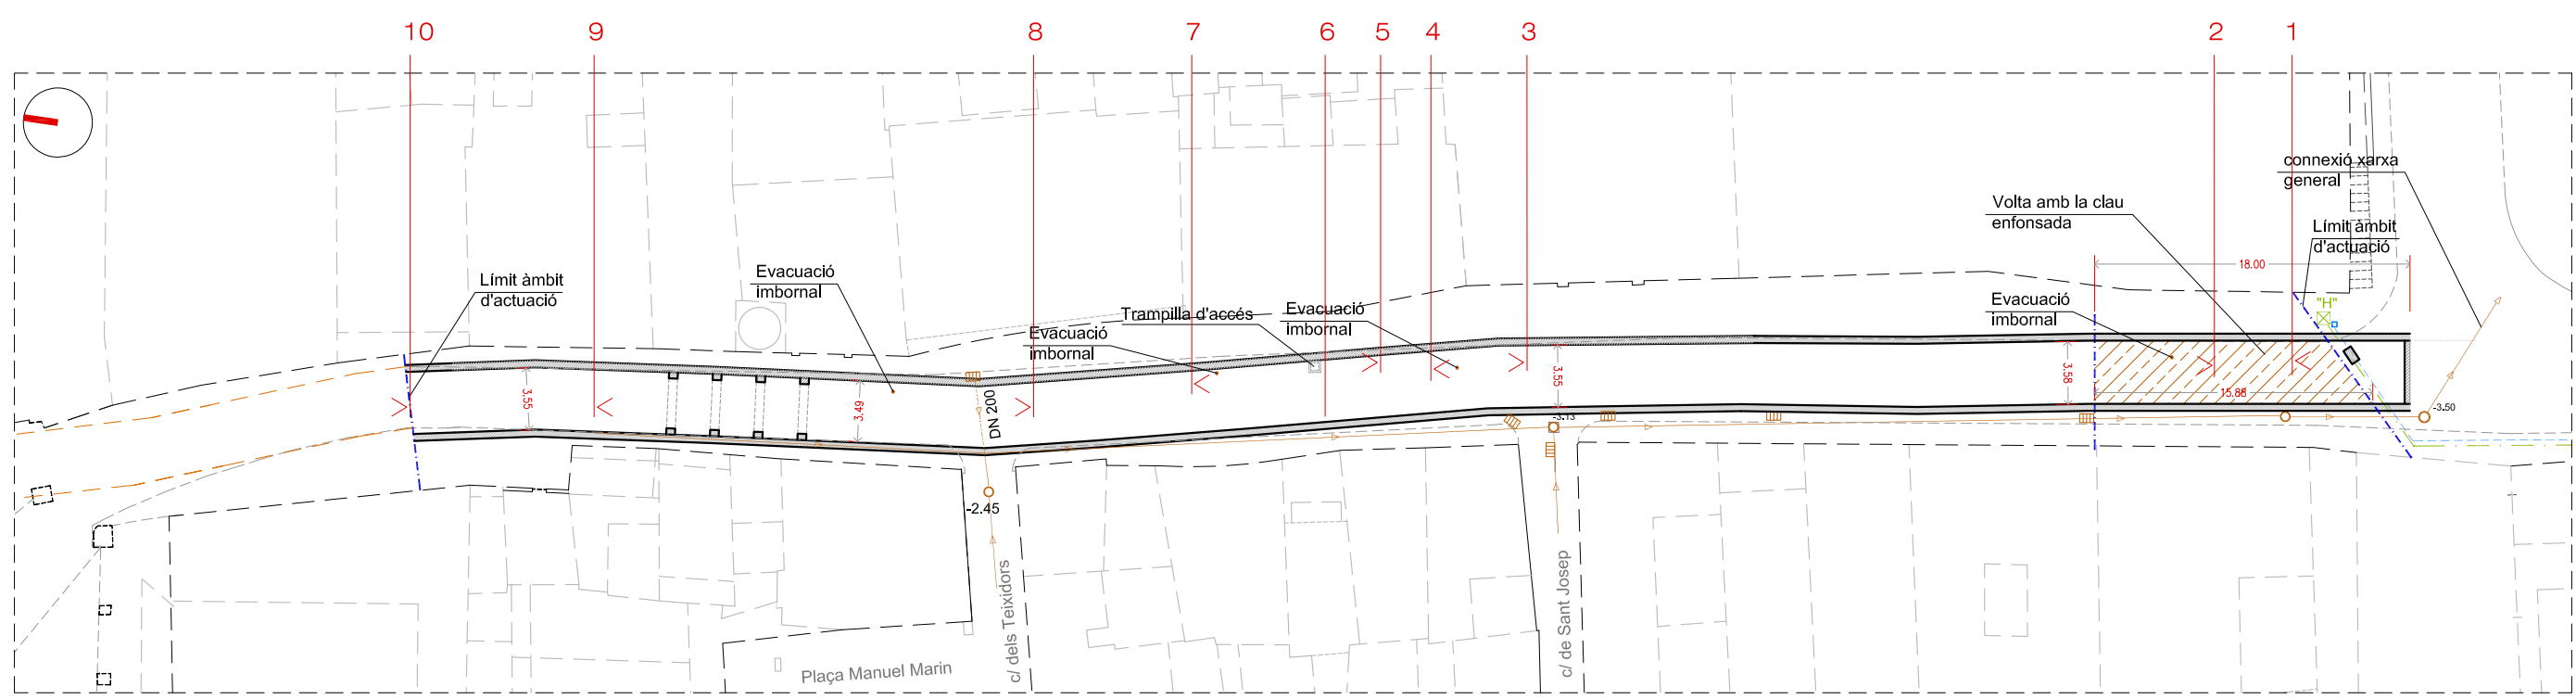 10
9
8
7
6
5
4
3
2
1
connexió xarxa
general
Volta amb la clau
enfonsada
Límit àmbit
d'actuació
18.00
Evacuació
imbornal
"H"
Límit àmbit
d'actuació
Evacuació
imbornal
Trampilla d'accés
Evacuació
imbornal
Evacuació
imbornal
3.55
3.49
DN 200
3.55
3.58
15.88
-3.13
-3.50
-2.45
c/ dels Teixidors
c/ de Sant Josep
Plaça Manuel Marin